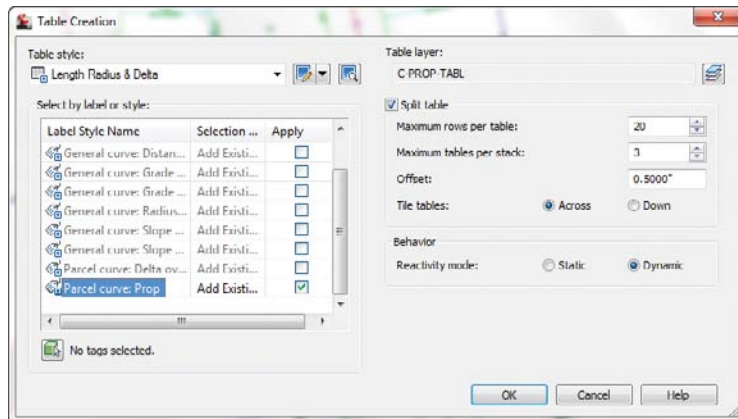 Table Creation
Table style:
Length Radius & Delta
Select by label or style:
Label Style Name Selection ... Apply
General curve: Distan... Add Existi...
General curve: Grade ... Add Existi...
General curve: Grade ... Add Existi...
General curve: Radius... Add Existi...
General curve: Slope ... Add Existi...
General curve: Slope ... Add Existi...
Parcel curve: Delta ov... Add Existi...
Parcel curve: Prop Add Existi...
No tags selected.
Table layer:
C-PROP-TABL
Split table
Maximum rows per table: 20
Maximum tables per stack: 3
Offset: 0.5000"
Tile tables: Across Down
Behavior
Reactivity mode: Static Dynamic
OK Cancel Help